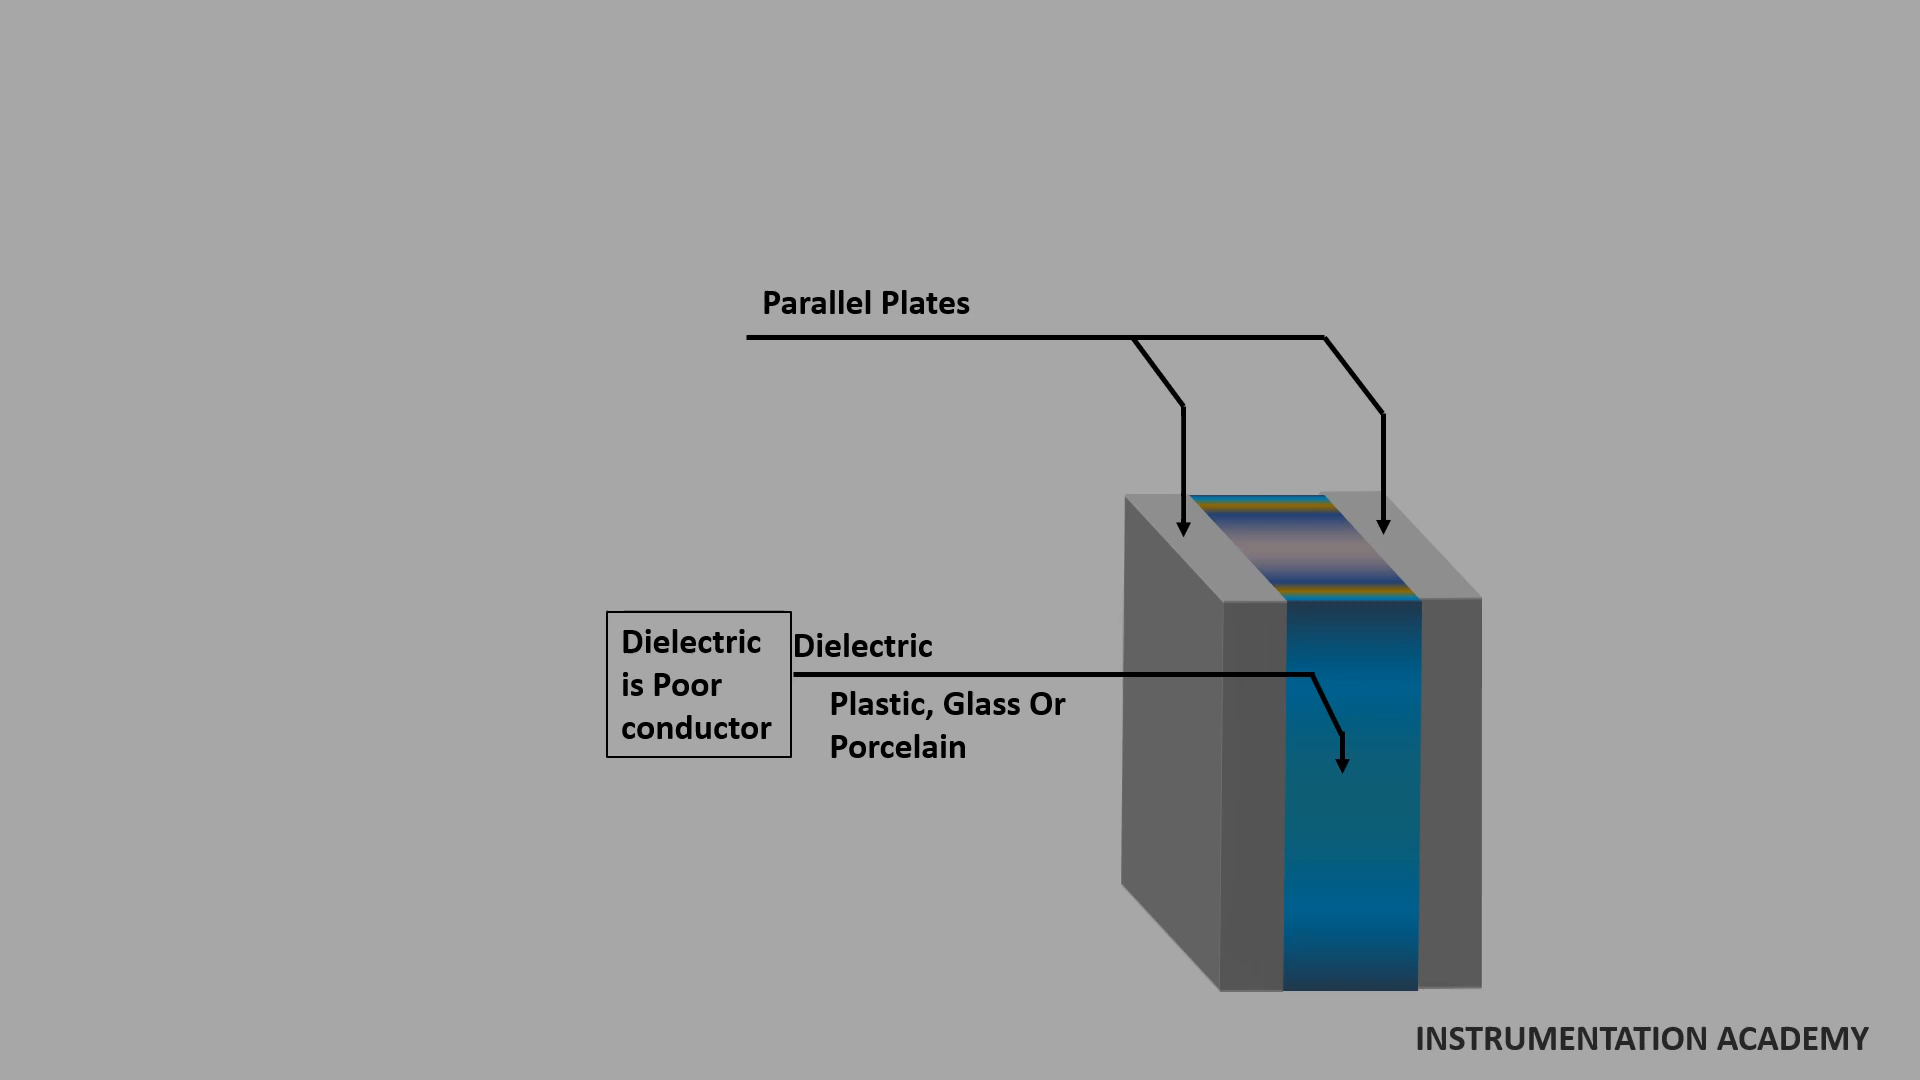 Parallel Plates
Dielectric
is Poor
conductor
Dielectric
Plastic, Glass Or
Porcelain
INSTRUMENTATION ACADEMY